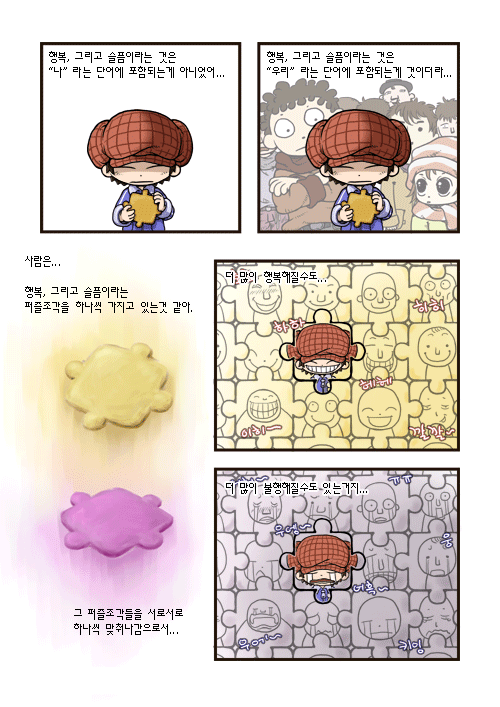 행복, 그리고 슬픔이라는 것은
"나" 라는 단어에 포함되는게 아니었어...
행복, 그리고 슬픔이라는 것은
"우리" 라는 단어에 포함되는게 것이더라...
사람은...
행복, 그리고 슬픔이라는
퍼즐조각을 하나씩 가지고 있는것 같아.
그 퍼즐조각들을 서로서로
하나씩 맞춰나감으로서...
더 많이 행복해질수도...
히히
하하
헤헤
이히~
깔깔~
더 많이 불행해질수도 있는거지...
ㅠㅠ
우엥~
웅
어흑~
우에~
키잉